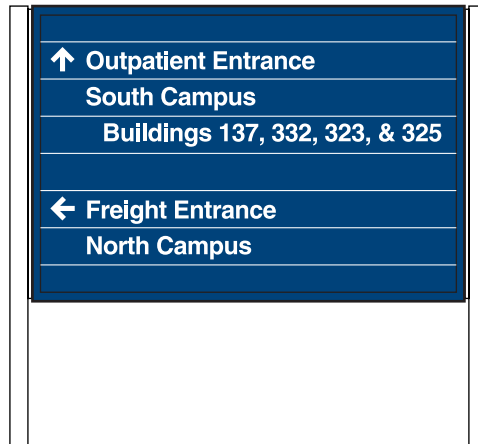 ↑ Outpatient Entrance
South Campus
Buildings 137, 332, 323, & 325
← Freight Entrance
North Campus